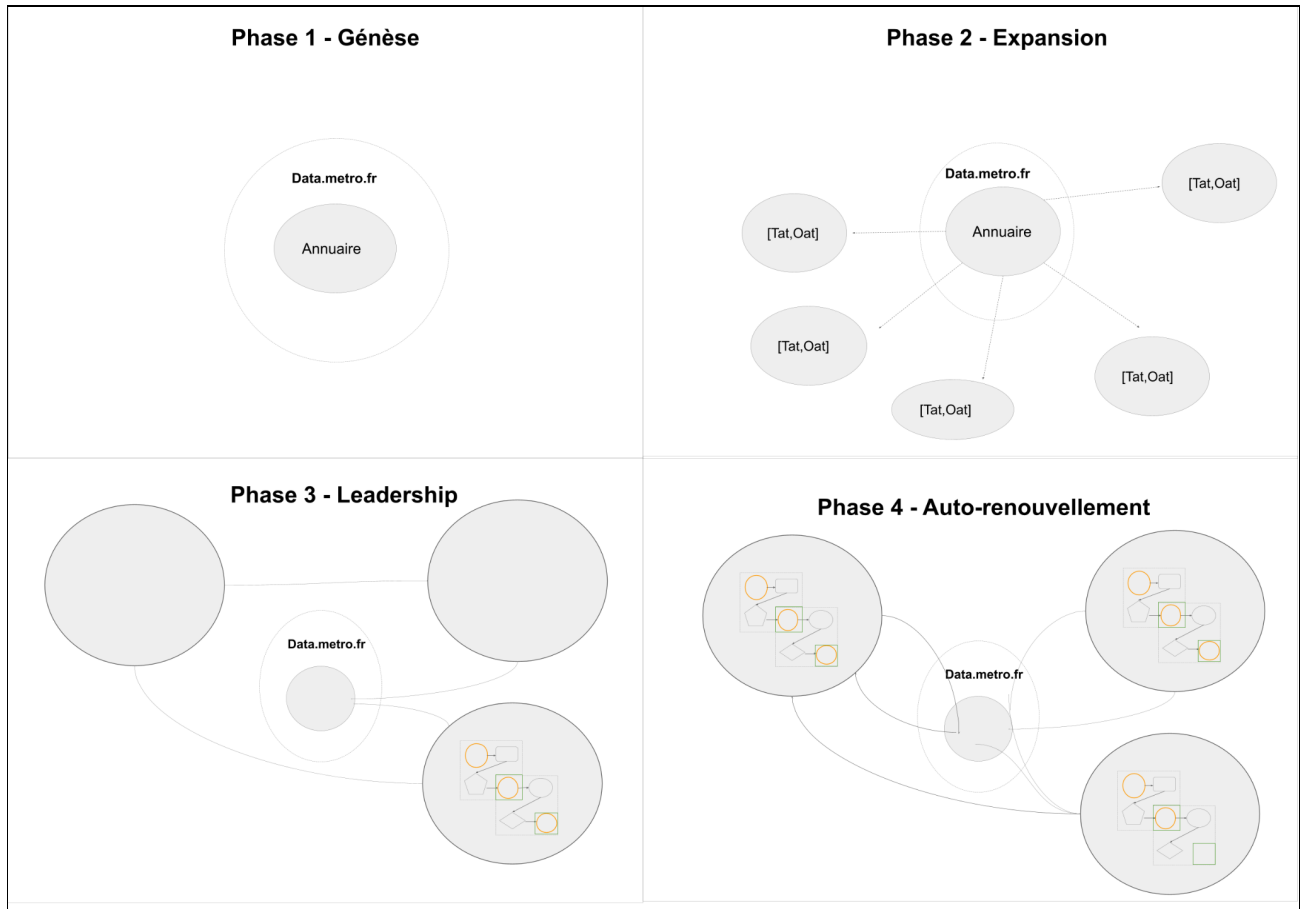 Phase 1 - Génèse
Data.metro.fr
Annuaire
Phase 2 - Expansion
Data.metro.fr
[Tat,Oat]
[Tat,Oat]
Annuaire
[Tat,Oat]
[Tat,Oat]
[Tat,Oat]
Phase 3 - Leadership
Data.metro.fr
Phase 4 - Auto-renouvellement
Data.metro.fr